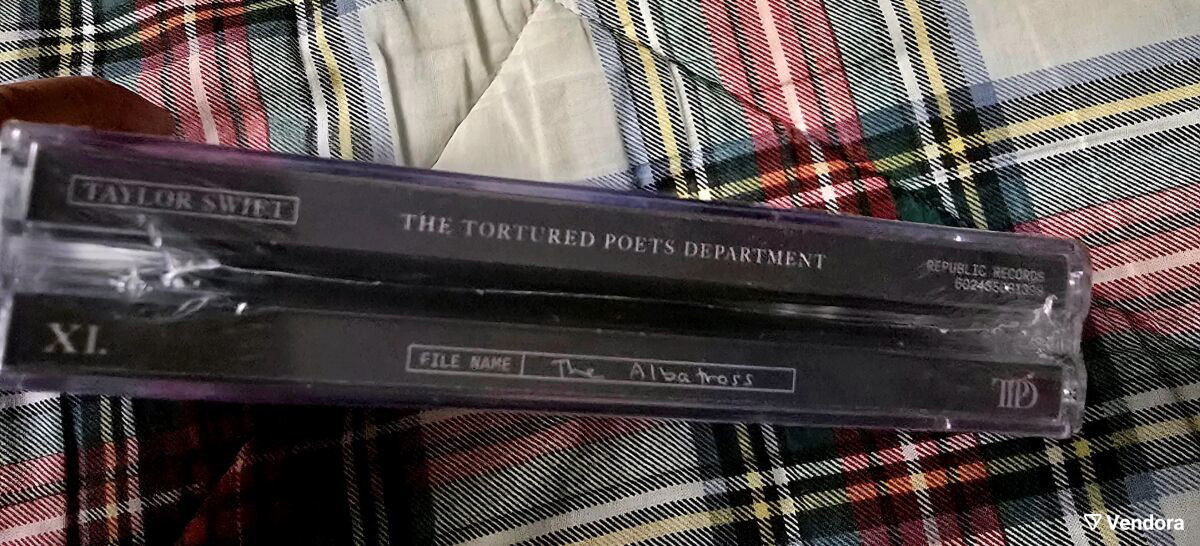 TAYLOR SWIFT
THE TORTURED POETS DEPARTMENT
REPUBLIC RECORDS
XI.
FILE NAME
The Albatross
TTPD
Vendora